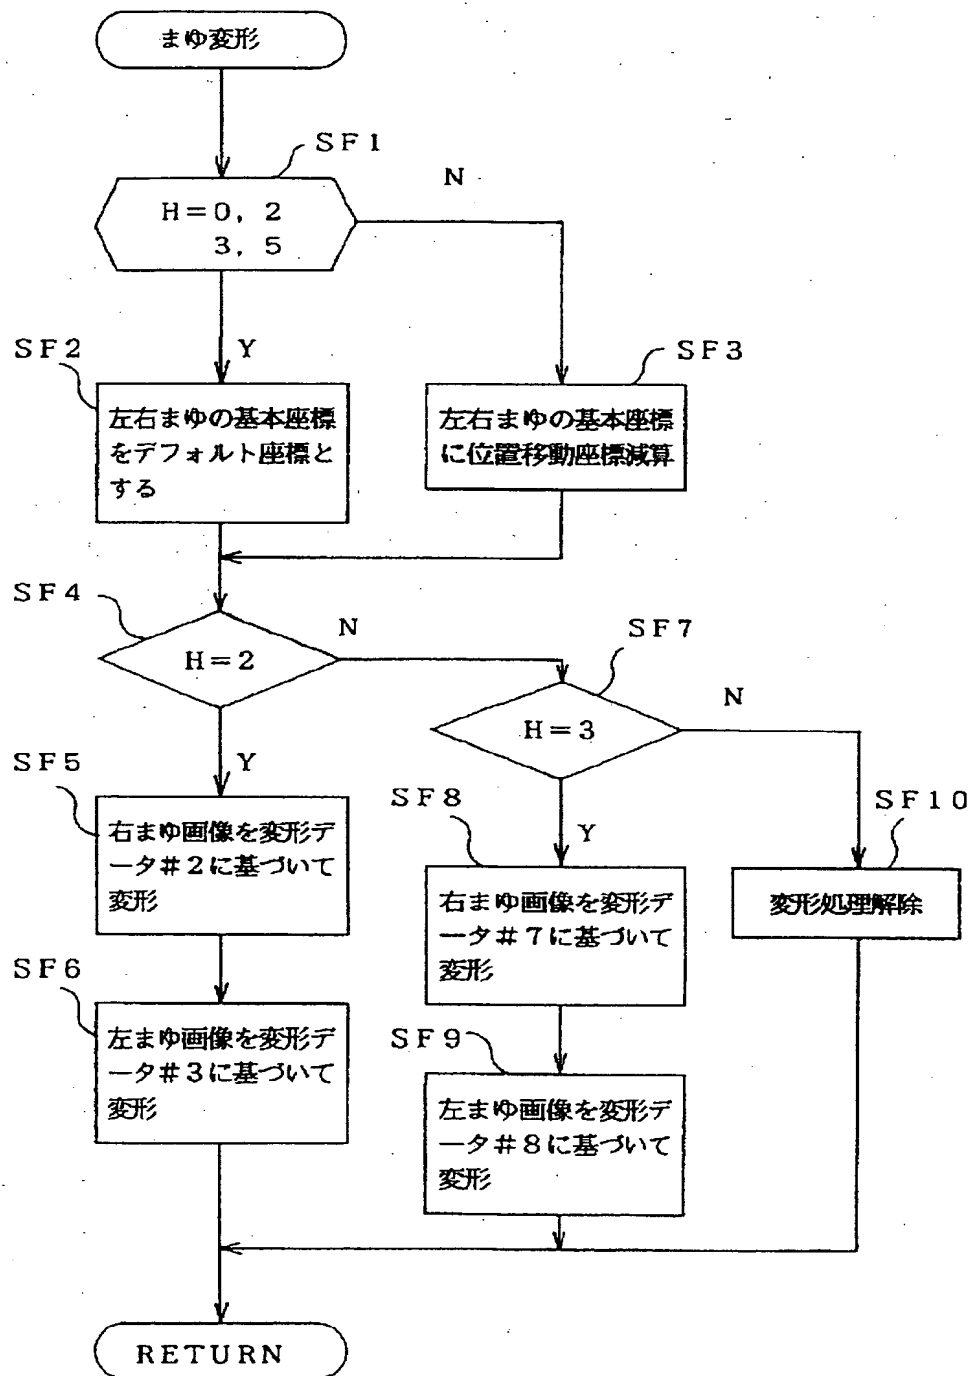 まゆ変形
SF1
N
H=0, 2
3, 5
SF2
Y
SF3
左右まゆの基本座標
をデフォルト座標と
する
左右まゆの基本座標
に位置移動座標減算
SF4
N
SF7
H=2
N
H=3
SF5
Y
SF8
SF10
右まゆ画像を変形デ
ータ#2に基づいて
変形
Y
右まゆ画像を変形デ
ータ#7に基づいて
変形
変形処理解除
SF6
左まゆ画像を変形デ
ータ#3に基づいて
変形
SF9
左まゆ画像を変形デ
ータ#8に基づいて
変形
RETURN